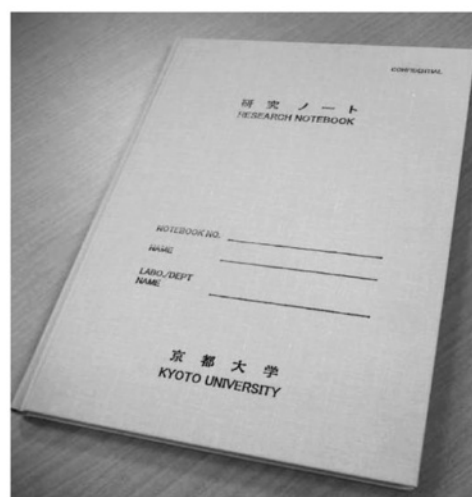 CONFIDENTIAL
研究ノート
RESEARCH NOTEBOOK
NOTEBOOK NO.
NAME
LABO./DEPT
NAME
京都大学
KYOTO UNIVERSITY